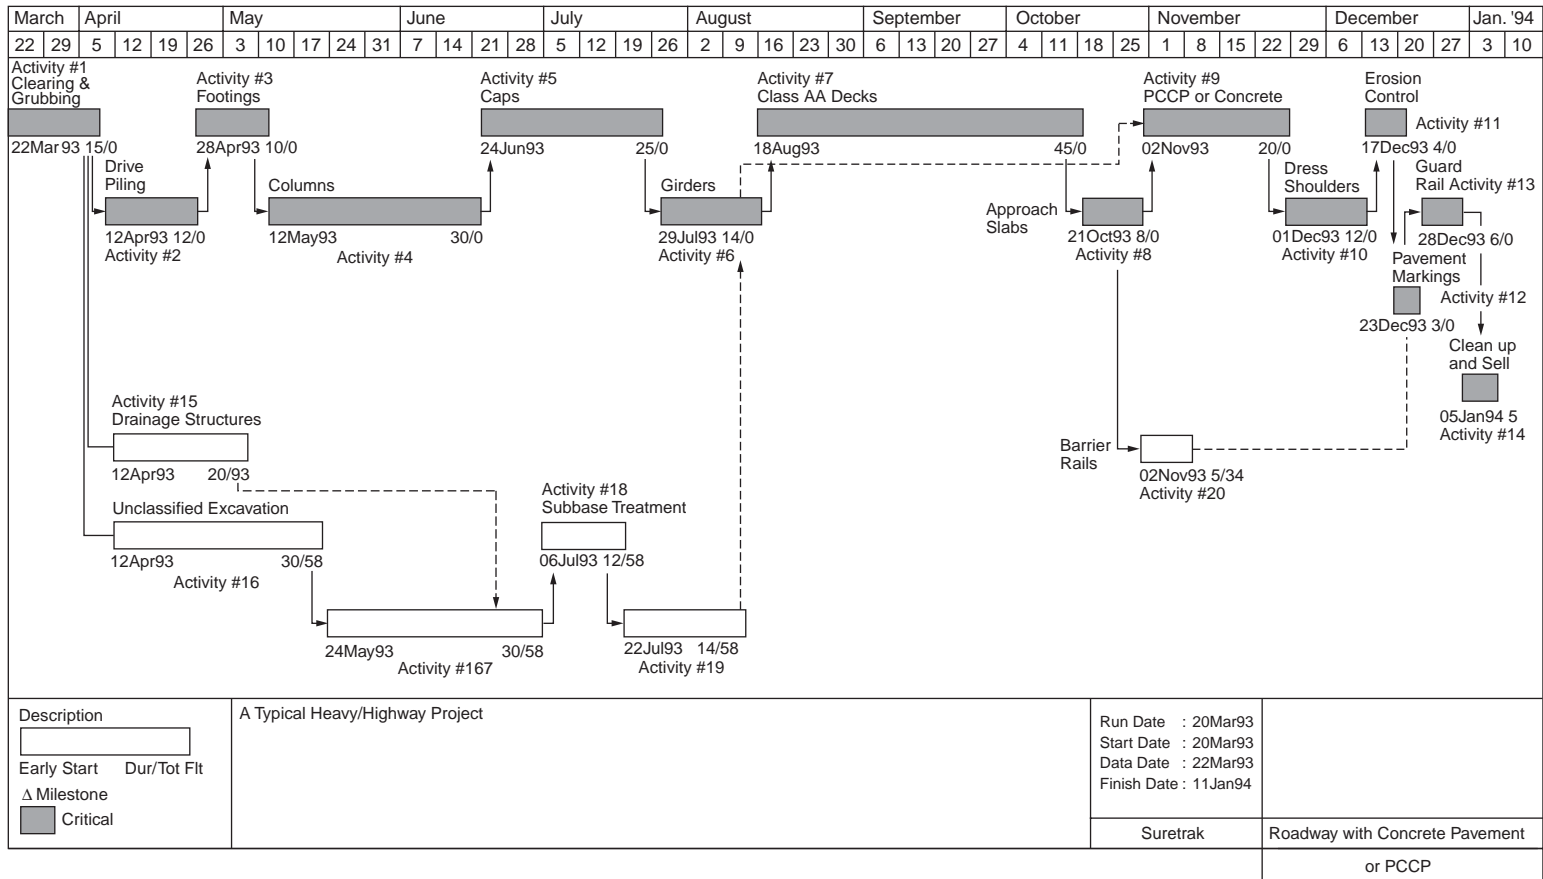 March April May June July August September October November December Jan. '94
22 29 5 12 19 26 3 10 17 24 31 7 14 21 28 5 12 19 26 2 9 16 23 30 6 13 20 27 4 11 18 25 1 8 15 22 29 6 13 20 27 3 10
Activity #1
Clearing &
Grubbing
22Mar 93 15/0
Drive
Piling
12Apr93 12/0
Activity #2
Activity #3
Footings
28Apr93 10/0
Columns
12May93 30/0
Activity #4
Activity #5
Caps
24Jun93 25/0
Girders
29Jul93 14/0
Activity #6
Activity #7
Class AA Decks
18Aug93 45/0
Approach
Slabs
21Oct93 8/0
Activity #8
Activity #9
PCCP or Concrete
02Nov93 20/0
Dress
Shoulders
01Dec93 12/0
Activity #10
Erosion
Control
Activity #11
17Dec93 4/0
Guard
Rail Activity #13
28Dec93 6/0
Pavement
Markings
Activity #12
23Dec93 3/0
Clean up
and Sell
05Jan94 5
Activity #14
Activity #15
Drainage Structures
12Apr93 20/93
Unclassified Excavation
12Apr93 30/58
Activity #16
24May93 30/58
Activity #167
Activity #18
Subbase Treatment
06Jul93 12/58
22Jul93 14/58
Activity #19
Barrier
Rails
02Nov93 5/34
Activity #20
Description
Early Start Dur/Tot Flt
Δ Milestone
Critical
A Typical Heavy/Highway Project
Run Date : 20Mar93
Start Date : 20Mar93
Data Date : 22Mar93
Finish Date : 11Jan94
Suretrak
Roadway with Concrete Pavement
or PCCP